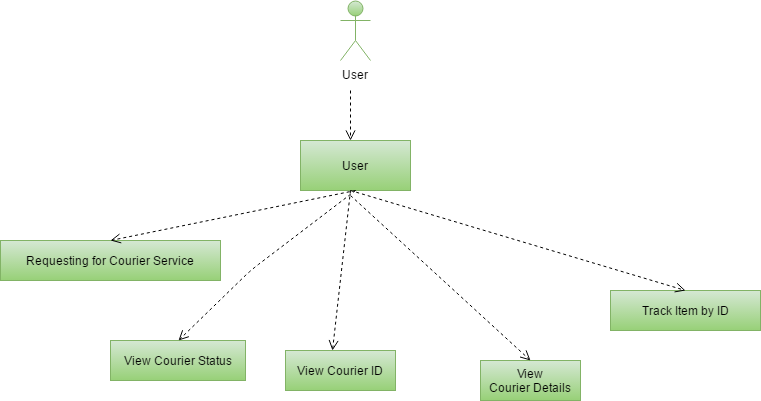 User
User
Requesting for Courier Service
Track Item by ID
View Courier Status
View Courier ID
View
Courier Details